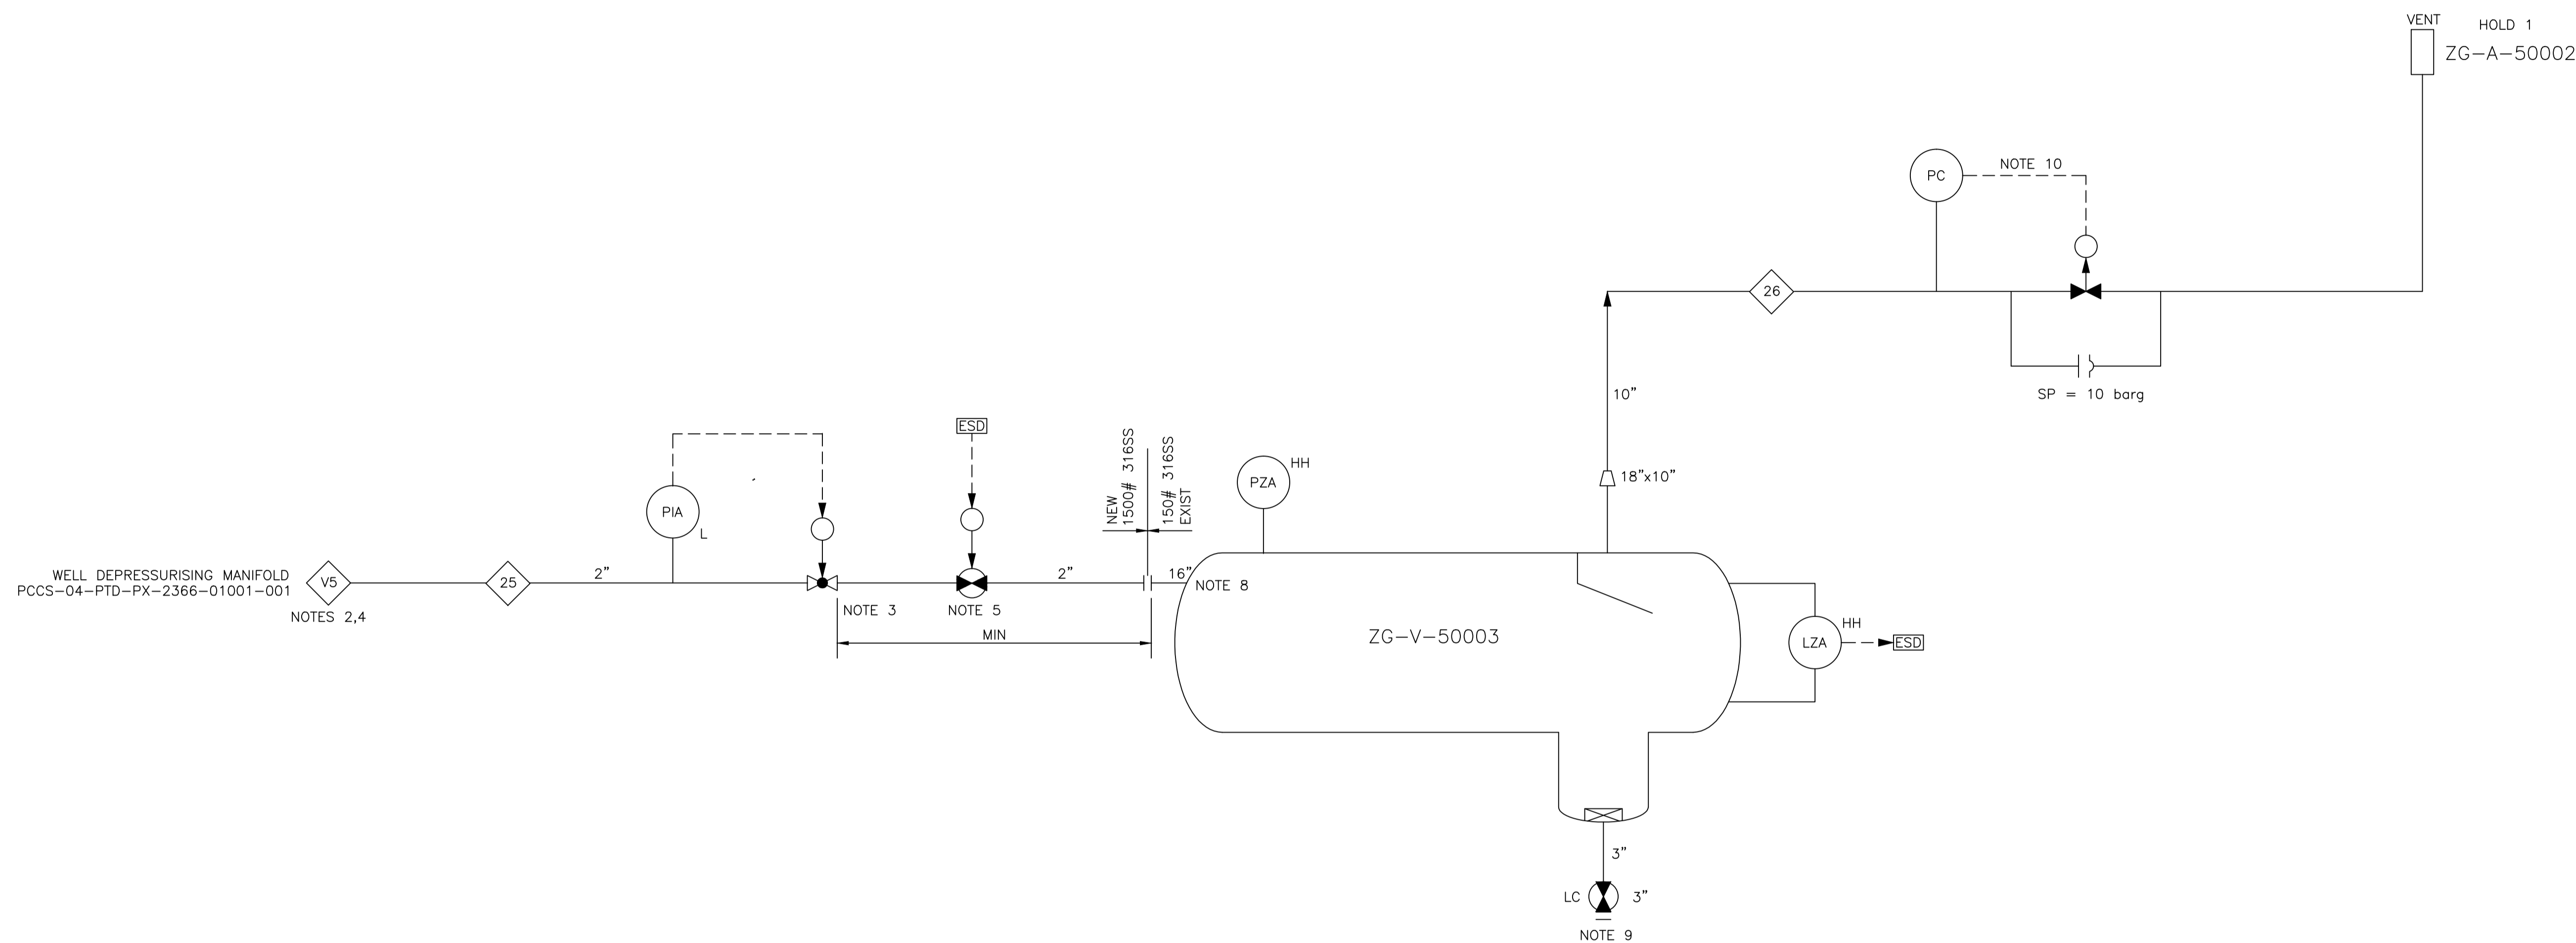 VENT
HOLD 1
ZG-A-50002
PC
NOTE 10
26
SP = 10 barg
10"
18"x10"
ESD
NEW
1500# 316SS
150# 316SS
EXIST
PZA
HH
PIA
L
WELL DEPRESSURISING MANIFOLD
PCCS-04-PTD-PX-2366-01001-001
V5
NOTES 2,4
25
2"
NOTE 3
NOTE 5
2"
16"
NOTE 8
MIN
ZG-V-50003
HH
LZA
ESD
3"
LC
3"
NOTE 9